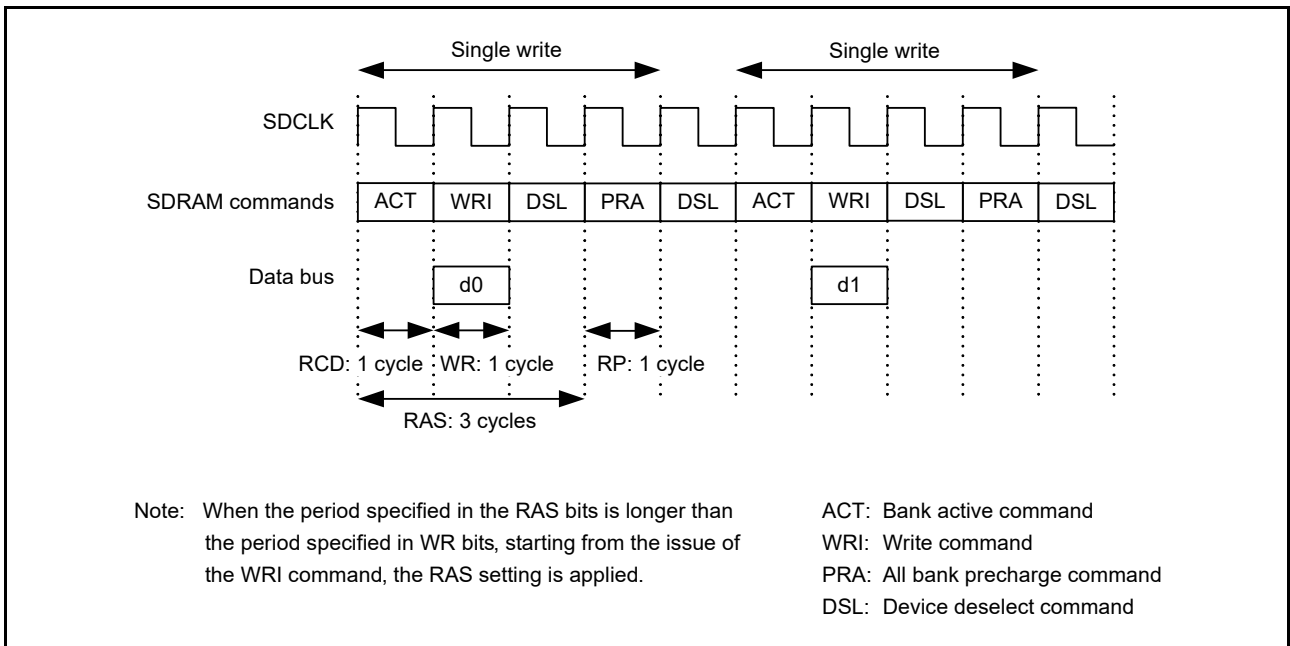 Single write Single write
SDCLK
SDRAM commands ACT WRI DSL PRA DSL ACT WRI DSL PRA DSL
Data bus d0 d1
RCD: 1 cycle WR: 1 cycle RP: 1 cycle
RAS: 3 cycles
Note: When the period specified in the RAS bits is longer than
the period specified in WR bits, starting from the issue of
the WRI command, the RAS setting is applied.
ACT: Bank active command
WRI: Write command
PRA: All bank precharge command
DSL: Device deselect command